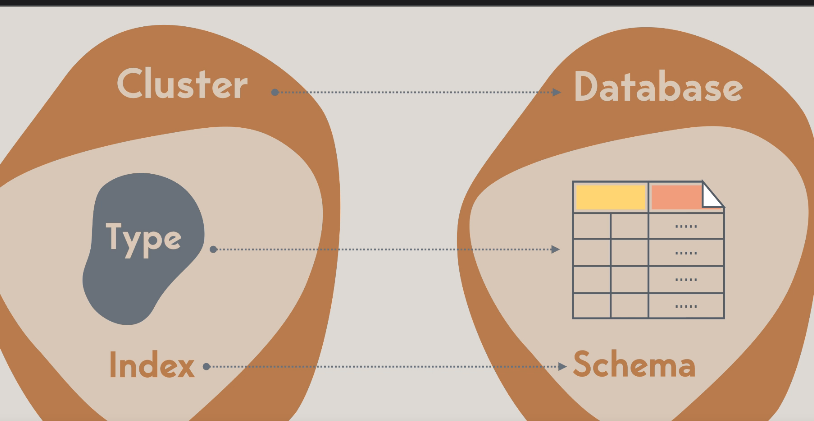 Cluster
Database
Type
.....
.....
.....
.....
Index
Schema